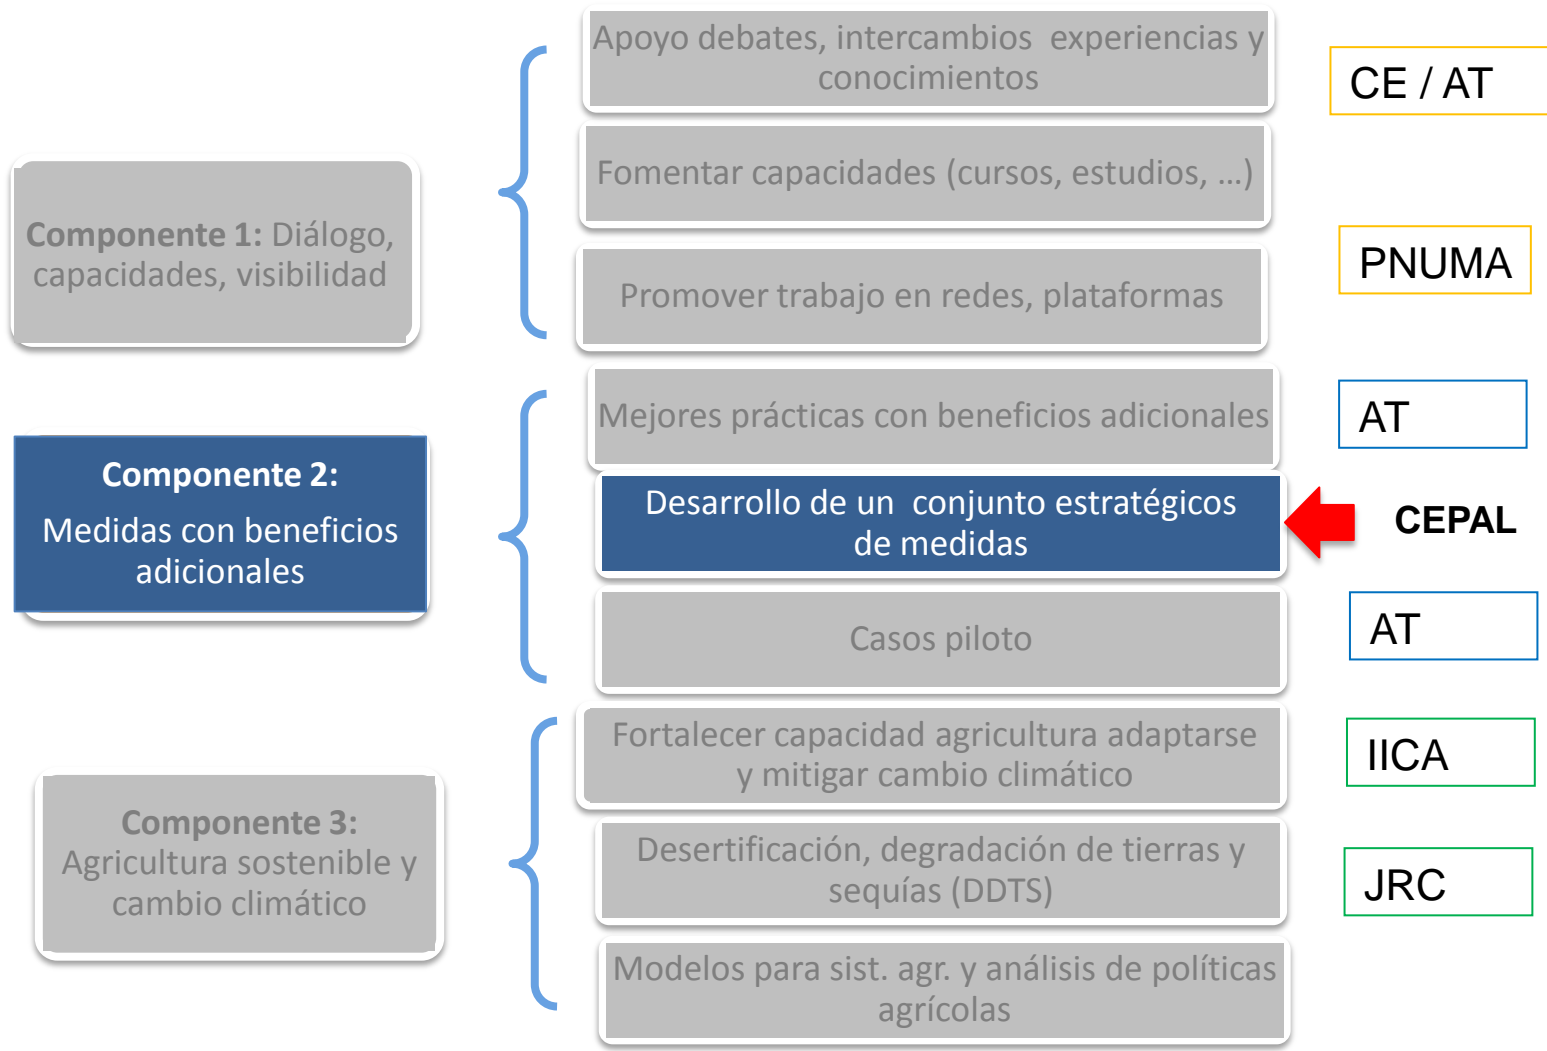 Componente 1: Diálogo,
capacidades, visibilidad
Apoyo debates, intercambios experiencias y
conocimientos
CE / AT
Fomentar capacidades (cursos, estudios, ...)
Promover trabajo en redes, plataformas
PNUMA
Componente 2:
Medidas con beneficios
adicionales
Mejores prácticas con beneficios adicionales
AT
Desarrollo de un conjunto estratégicos
de medidas
CEPAL
Casos piloto
AT
Componente 3:
Agricultura sostenible y
cambio climático
Fortalecer capacidad agricultura adaptarse
y mitigar cambio climático
IICA
Desertificación, degradación de tierras y
sequías (DDTS)
JRC
Modelos para sist. agr. y análisis de políticas
agrícolas